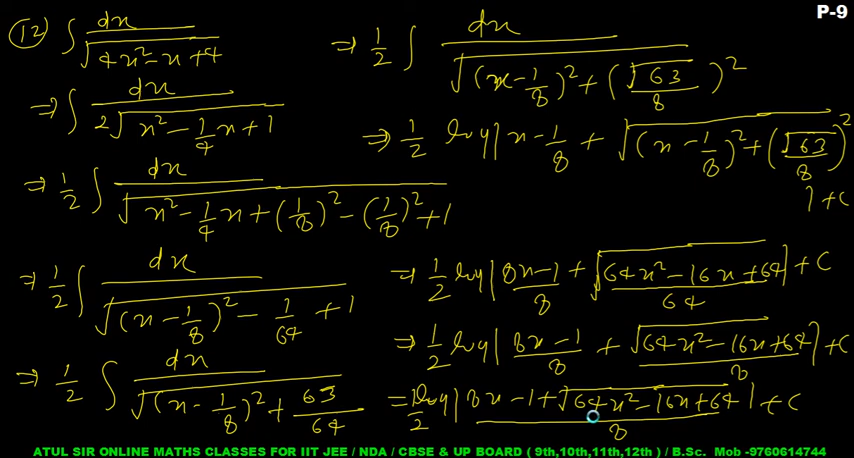 P-9
(12) ∫ dx / √(4x² - x + 4)
⇒ ∫ dx / 2√(x² - 1/4 x + 1)
⇒ 1/2 ∫ dx / √(x² - 1/4 x + (1/8)² - (1/8)² + 1)
⇒ 1/2 ∫ dx / √((x - 1/8)² - 1/64 + 1)
⇒ 1/2 ∫ dx / √((x - 1/8)² + 63/64)
⇒ 1/2 ∫ dx / √((x - 1/8)² + (√63/8)²)
⇒ 1/2 log | x - 1/8 + √((x - 1/8)² + (√63/8)²) | + C
⇒ 1/2 log | (8x - 1)/8 + √((64x² - 16x + 64)/64) | + C
⇒ 1/2 log | (8x - 1)/8 + √(64x² - 16x + 64)/8 | + C
= 1/2 log | (8x - 1 + √(64x² - 16x + 64))/8 | + C
ATUL SIR ONLINE MATHS CLASSES FOR IIT JEE / NDA / CBSE & UP BOARD ( 9th,10th,11th,12th ) / B.Sc. Mob -9760614744